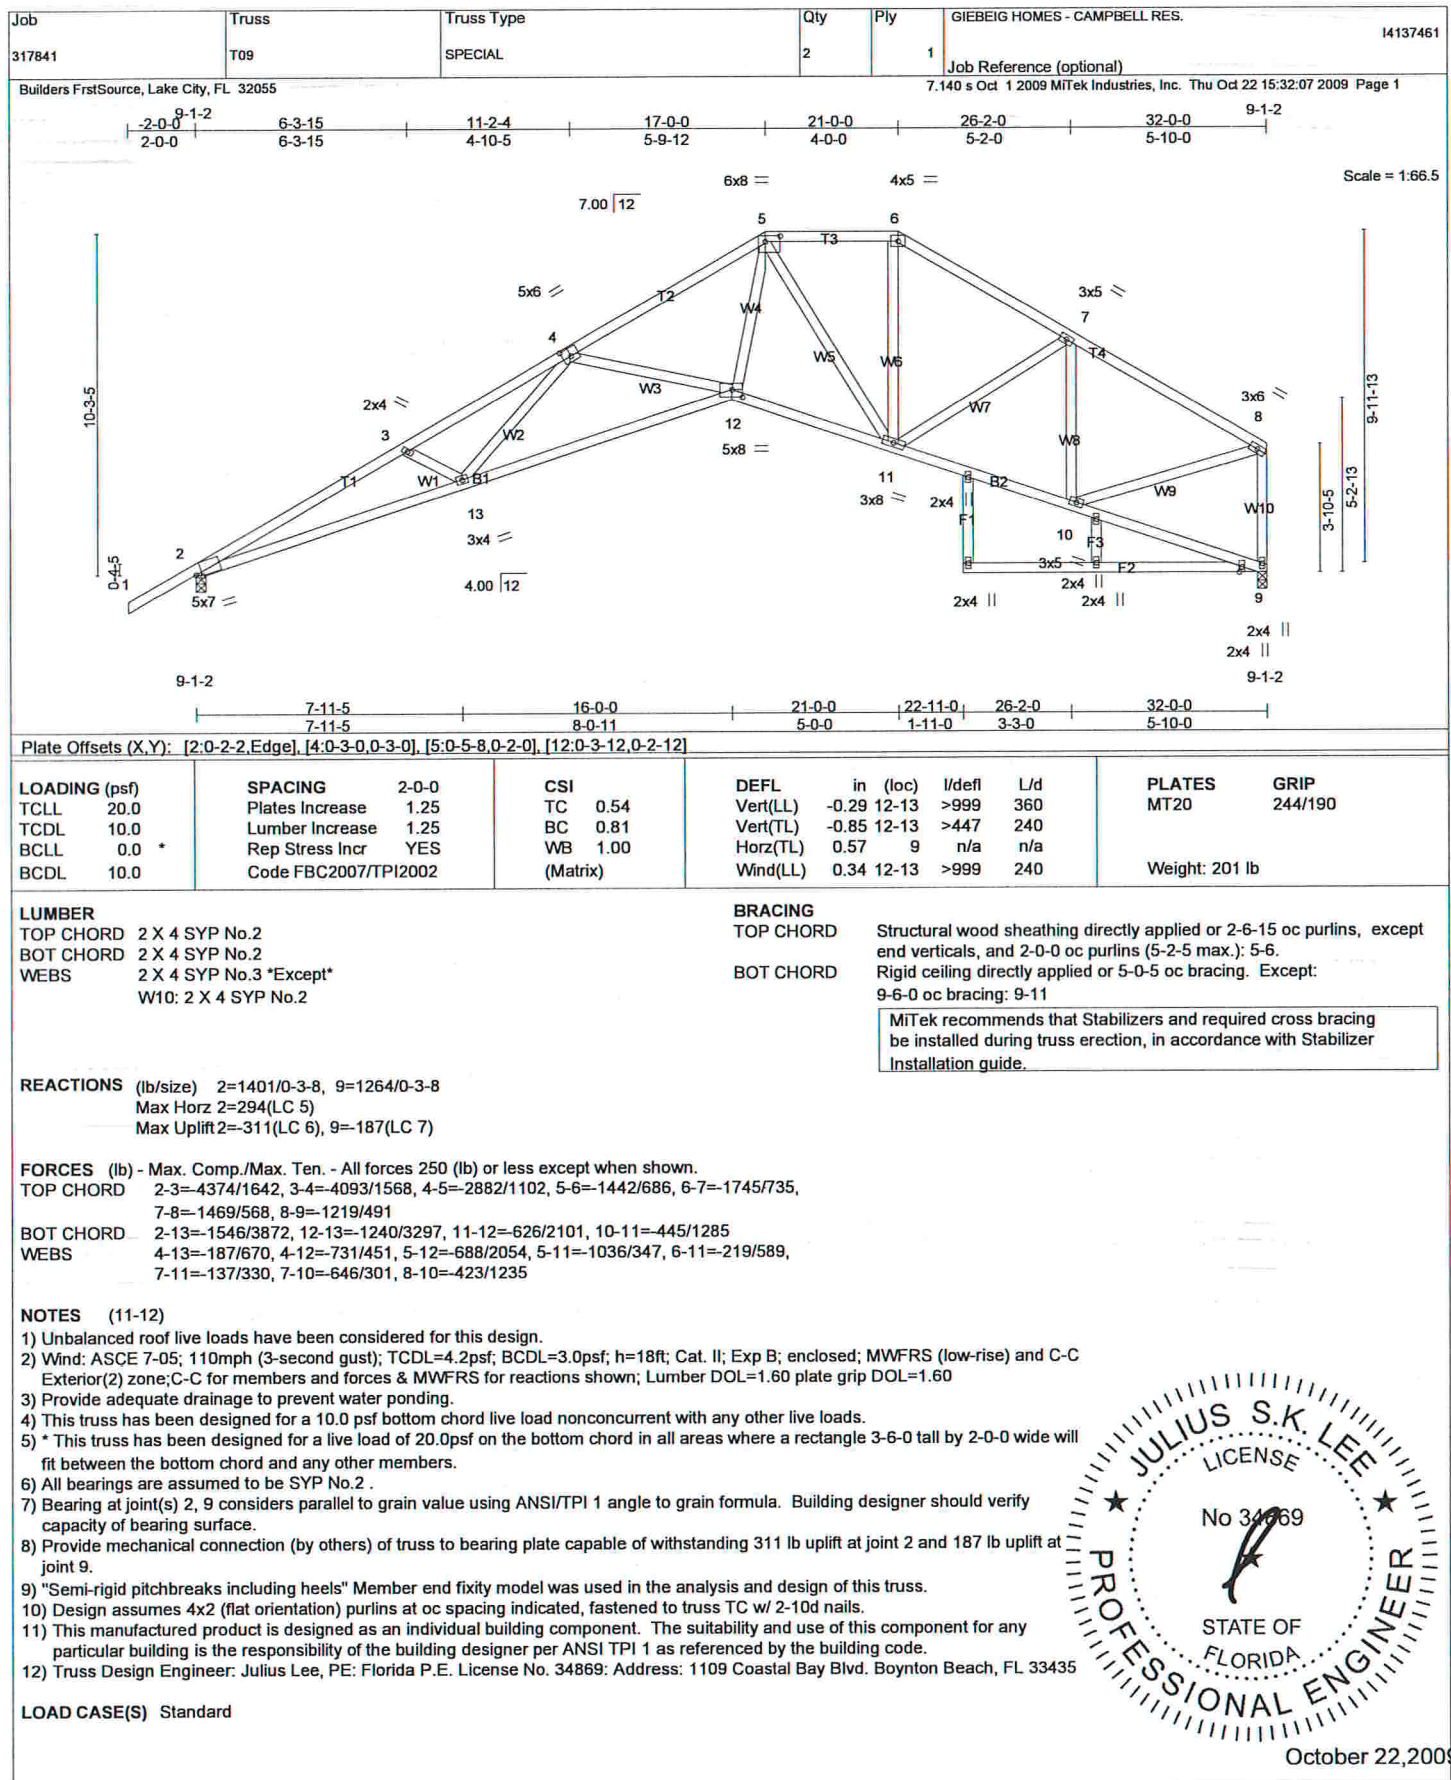 Job Truss Truss Type Qty Ply GIEBEIG HOMES - CAMPBELL RES.
I4137461
317841 T09 SPECIAL 2 1
Job Reference (optional)
Builders FrstSource, Lake City, FL 32055 7.140 s Oct 1 2009 MiTek Industries, Inc. Thu Oct 22 15:32:07 2009 Page 1
9-1-2 9-1-2
-2-0-0 6-3-15 11-2-4 17-0-0 21-0-0 26-2-0 32-0-0
2-0-0 6-3-15 4-10-5 5-9-12 4-0-0 5-2-0 5-10-0
Scale = 1:66.5
6x8 = 4x5 =
7.00 12
5 6
T3
5x6 T2 3x5
7
4 W4 T4
W5 W6
10-3-5 9-11-13
W3 3x6
2x4 W7 8
12
3 W2 5x8 = W8
11
T1 W1 B1 3x8 2x4 || B2 W9
13 F1 W10 3-10-5 5-2-13
3x4 10 F3
2
0-4-5 1 4.00 12 3x5 F2
5x7 2x4 ||
2x4 || 2x4 || 9
2x4 ||
2x4 ||
9-1-2 9-1-2
7-11-5 16-0-0 21-0-0 22-11-0 26-2-0 32-0-0
7-11-5 8-0-11 5-0-0 1-11-0 3-3-0 5-10-0
Plate Offsets (X,Y): [2:0-2-2,Edge], [4:0-3-0,0-3-0], [5:0-5-8,0-2-0], [12:0-3-12,0-2-12]
LOADING (psf) SPACING 2-0-0 CSI DEFL in (loc) l/defl L/d PLATES GRIP
TCLL 20.0 Plates Increase 1.25 TC 0.54 Vert(LL) -0.29 12-13 >999 360 MT20 244/190
TCDL 10.0 Lumber Increase 1.25 BC 0.81 Vert(TL) -0.85 12-13 >447 240
BCLL 0.0 * Rep Stress Incr YES WB 1.00 Horz(TL) 0.57 9 n/a n/a
BCDL 10.0 Code FBC2007/TPI2002 (Matrix) Wind(LL) 0.34 12-13 >999 240 Weight: 201 lb
LUMBER
TOP CHORD 2 X 4 SYP No.2
BOT CHORD 2 X 4 SYP No.2
WEBS 2 X 4 SYP No.3 *Except*
W10: 2 X 4 SYP No.2
BRACING
TOP CHORD Structural wood sheathing directly applied or 2-6-15 oc purlins, except
end verticals, and 2-0-0 oc purlins (5-2-5 max.): 5-6.
BOT CHORD Rigid ceiling directly applied or 5-0-5 oc bracing. Except:
9-6-0 oc bracing: 9-11
MiTek recommends that Stabilizers and required cross bracing
be installed during truss erection, in accordance with Stabilizer
Installation guide.
REACTIONS (lb/size) 2=1401/0-3-8, 9=1264/0-3-8
Max Horz 2=294(LC 5)
Max Uplift2=-311(LC 6), 9=-187(LC 7)
FORCES (lb) - Max. Comp./Max. Ten. - All forces 250 (lb) or less except when shown.
TOP CHORD 2-3=-4374/1642, 3-4=-4093/1568, 4-5=-2882/1102, 5-6=-1442/686, 6-7=-1745/735,
7-8=-1469/568, 8-9=-1219/491
BOT CHORD 2-13=-1546/3872, 12-13=-1240/3297, 11-12=-626/2101, 10-11=-445/1285
WEBS 4-13=-187/670, 4-12=-731/451, 5-12=-688/2054, 5-11=-1036/347, 6-11=-219/589,
7-11=-137/330, 7-10=-646/301, 8-10=-423/1235
NOTES (11-12)
1) Unbalanced roof live loads have been considered for this design.
2) Wind: ASCE 7-05; 110mph (3-second gust); TCDL=4.2psf; BCDL=3.0psf; h=18ft; Cat. II; Exp B; enclosed; MWFRS (low-rise) and C-C
Exterior(2) zone;C-C for members and forces & MWFRS for reactions shown; Lumber DOL=1.60 plate grip DOL=1.60
3) Provide adequate drainage to prevent water ponding.
4) This truss has been designed for a 10.0 psf bottom chord live load nonconcurrent with any other live loads.
5) * This truss has been designed for a live load of 20.0psf on the bottom chord in all areas where a rectangle 3-6-0 tall by 2-0-0 wide will
fit between the bottom chord and any other members.
6) All bearings are assumed to be SYP No.2 .
7) Bearing at joint(s) 2, 9 considers parallel to grain value using ANSI/TPI 1 angle to grain formula. Building designer should verify
capacity of bearing surface.
8) Provide mechanical connection (by others) of truss to bearing plate capable of withstanding 311 lb uplift at joint 2 and 187 lb uplift at
joint 9.
9) "Semi-rigid pitchbreaks including heels" Member end fixity model was used in the analysis and design of this truss.
10) Design assumes 4x2 (flat orientation) purlins at oc spacing indicated, fastened to truss TC w/ 2-10d nails.
11) This manufactured product is designed as an individual building component. The suitability and use of this component for any
particular building is the responsibility of the building designer per ANSI TPI 1 as referenced by the building code.
12) Truss Design Engineer: Julius Lee, PE: Florida P.E. License No. 34869: Address: 1109 Coastal Bay Blvd. Boynton Beach, FL 33435
LOAD CASE(S) Standard
JULIUS S.K. LEE
LICENSE
No 34869
STATE OF
FLORIDA
PROFESSIONAL ENGINEER
October 22,2009